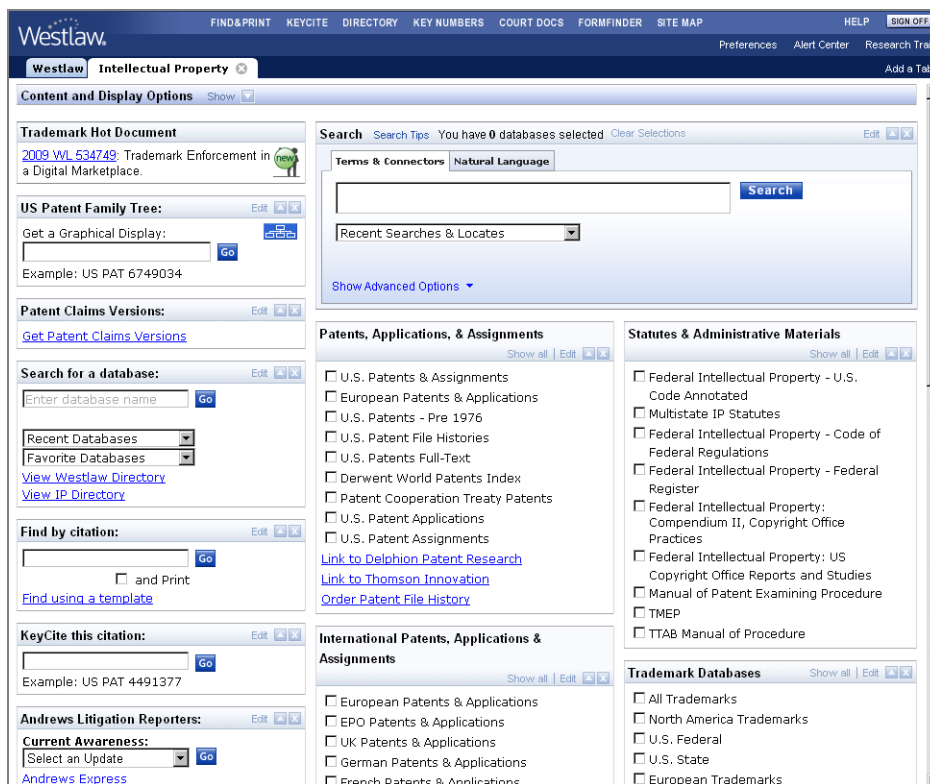 FIND&PRINT KEYCITE DIRECTORY KEY NUMBERS COURT DOCS FORMFINDER SITE MAP HELP SIGN OFF
Westlaw.
Preferences Alert Center Research Trai
Westlaw Intellectual Property Add a Tab
Content and Display Options Show
Trademark Hot Document
2009 WL 534749: Trademark Enforcement in
a Digital Marketplace.
new
US Patent Family Tree: Edit
Get a Graphical Display:
Go
Example: US PAT 6749034
Patent Claims Versions: Edit
Get Patent Claims Versions
Search for a database: Edit
Enter database name Go
Recent Databases
Favorite Databases
View Westlaw Directory
View IP Directory
Find by citation: Edit
Go
and Print
Find using a template
KeyCite this citation: Edit
Go
Example: US PAT 4491377
Andrews Litigation Reporters: Edit
Current Awareness:
Select an Update Go
Andrews Express
Search Search Tips You have 0 databases selected Clear Selections Edit
Terms & Connectors Natural Language
Search
Recent Searches & Locates
Show Advanced Options
Patents, Applications, & Assignments
Show all | Edit
U.S. Patents & Assignments
European Patents & Applications
U.S. Patents - Pre 1976
U.S. Patent File Histories
U.S. Patents Full-Text
Derwent World Patents Index
Patent Cooperation Treaty Patents
U.S. Patent Applications
U.S. Patent Assignments
Link to Delphion Patent Research
Link to Thomson Innovation
Order Patent File History
International Patents, Applications &
Assignments
Show all | Edit
European Patents & Applications
EPO Patents & Applications
UK Patents & Applications
German Patents & Applications
French Patents & Applications
Statutes & Administrative Materials
Show all | Edit
Federal Intellectual Property - U.S.
Code Annotated
Multistate IP Statutes
Federal Intellectual Property - Code of
Federal Regulations
Federal Intellectual Property - Federal
Register
Federal Intellectual Property:
Compendium II, Copyright Office
Practices
Federal Intellectual Property: US
Copyright Office Reports and Studies
Manual of Patent Examining Procedure
TMEP
TTAB Manual of Procedure
Trademark Databases Show all | Edit
All Trademarks
North America Trademarks
U.S. Federal
U.S. State
European Trademarks